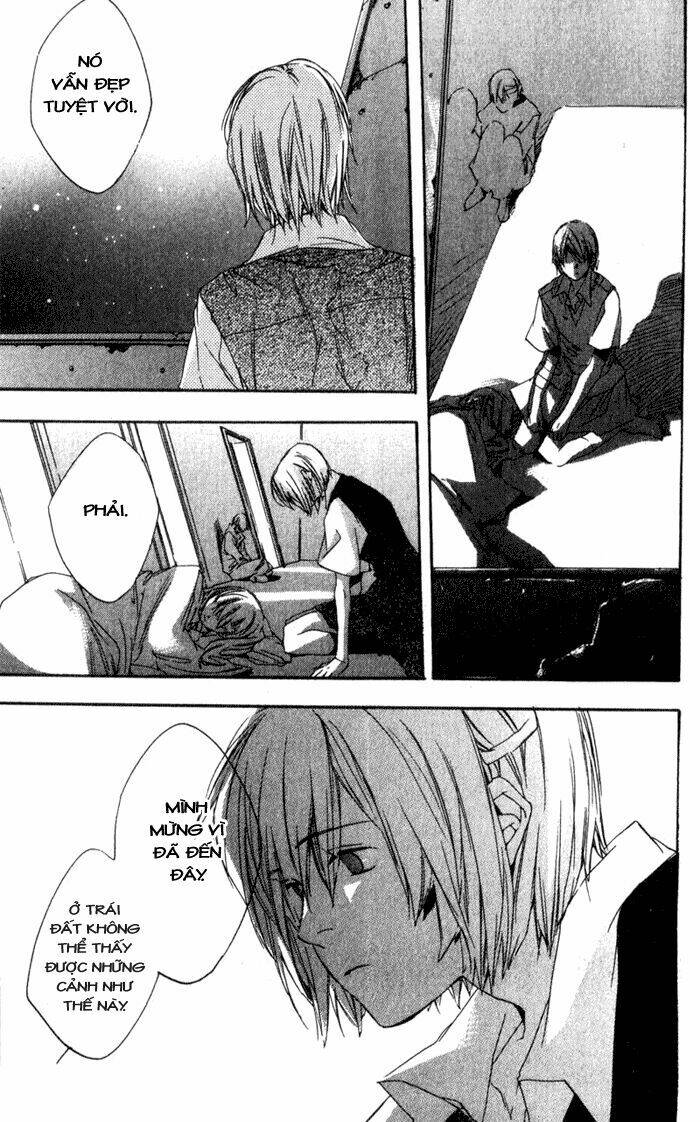 NÓ
VẪN ĐẸP
TUYỆT VỜI.
PHẢI.
MÌNH
MỪNG VÌ
ĐÃ ĐẾN
ĐÂY.
Ở TRÁI
ĐẤT KHÔNG
THỂ THẤY
ĐƯỢC NHỮNG
CẢNH NHƯ
THẾ NÀY.